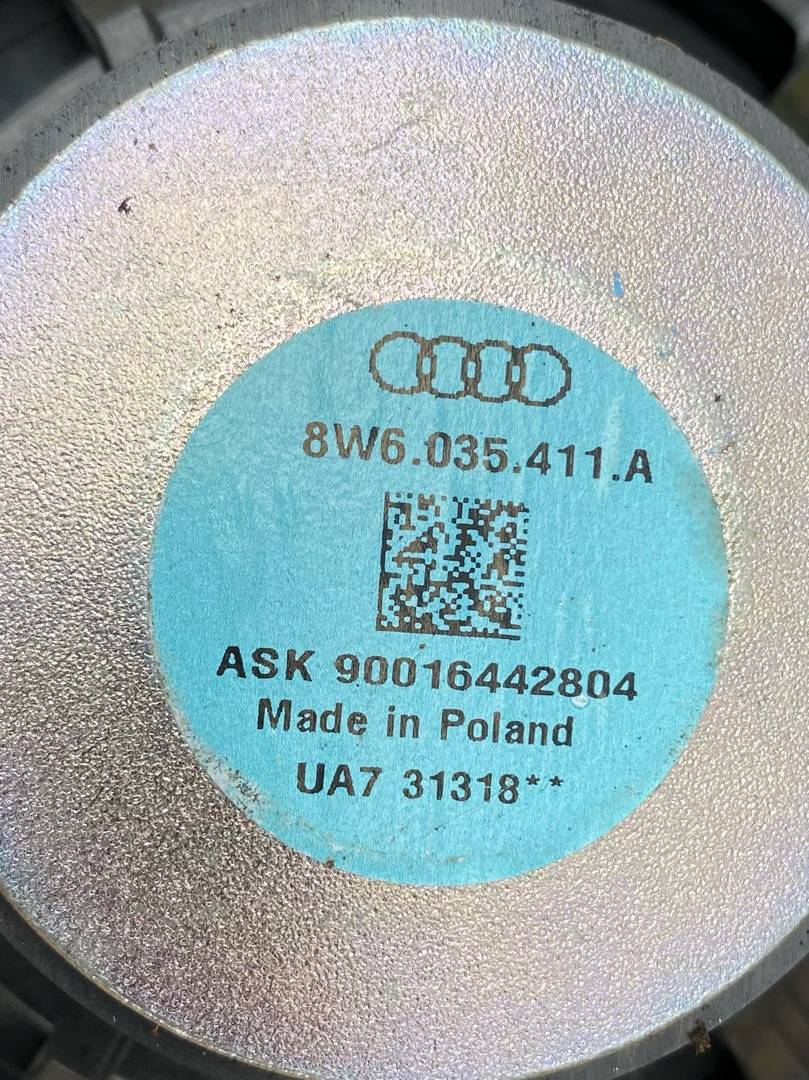 8W6.035.411.A
ASK 90016442804
Made in Poland
UA7 31318**